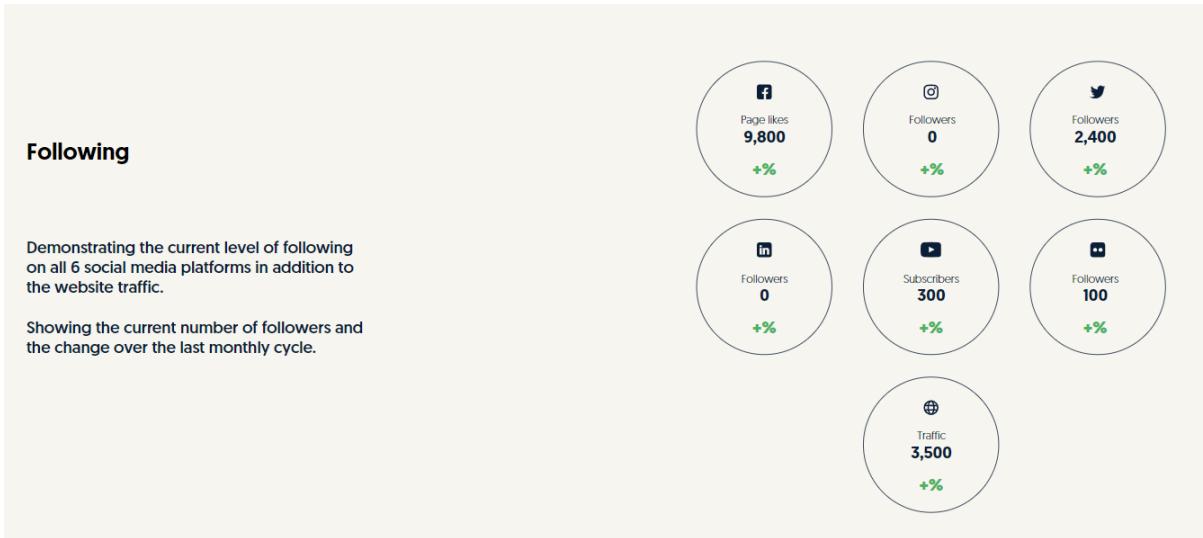 Following
Demonstrating the current level of following
on all 6 social media platforms in addition to
the website traffic.
Showing the current number of followers and
the change over the last monthly cycle.
Page likes
9,800
+%
Followers
0
+%
Followers
2,400
+%
Followers
0
+%
Subscribers
300
+%
Followers
100
+%
Traffic
3,500
+%